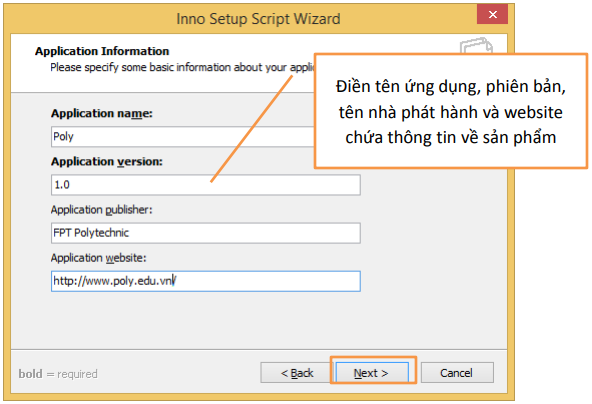 Inno Setup Script Wizard
Application Information
Please specify some basic information about your appli
Điền tên ứng dụng, phiên bản,
tên nhà phát hành và website
chứa thông tin về sản phẩm
Application name:
Poly
Application version:
1.0
Application publisher:
FPT Polytechnic
Application website:
http://www.poly.edu.vn/
bold = required
< Back
Next >
Cancel